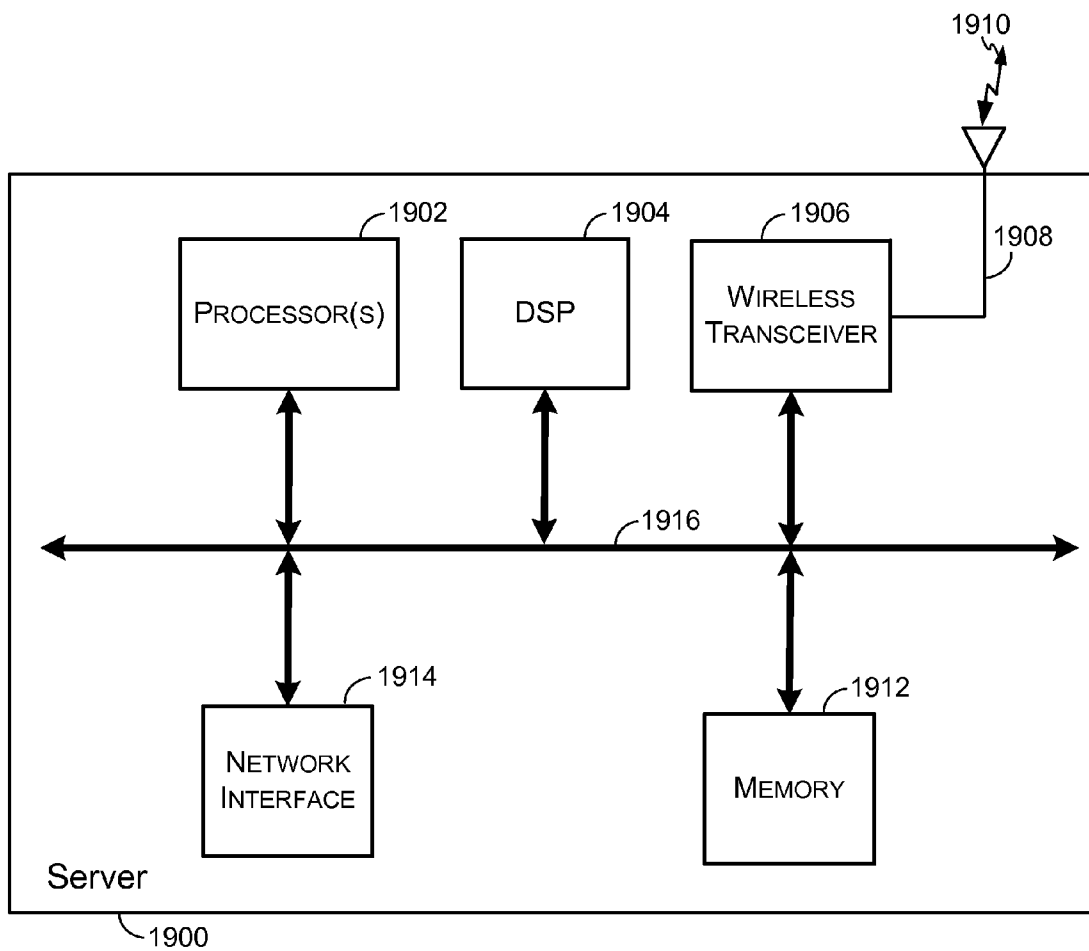 1910
1902
1904
1906
1908
PROCESSOR(S)
DSP
WIRELESS
TRANSCEIVER
1916
1914
1912
NETWORK
INTERFACE
MEMORY
Server
1900